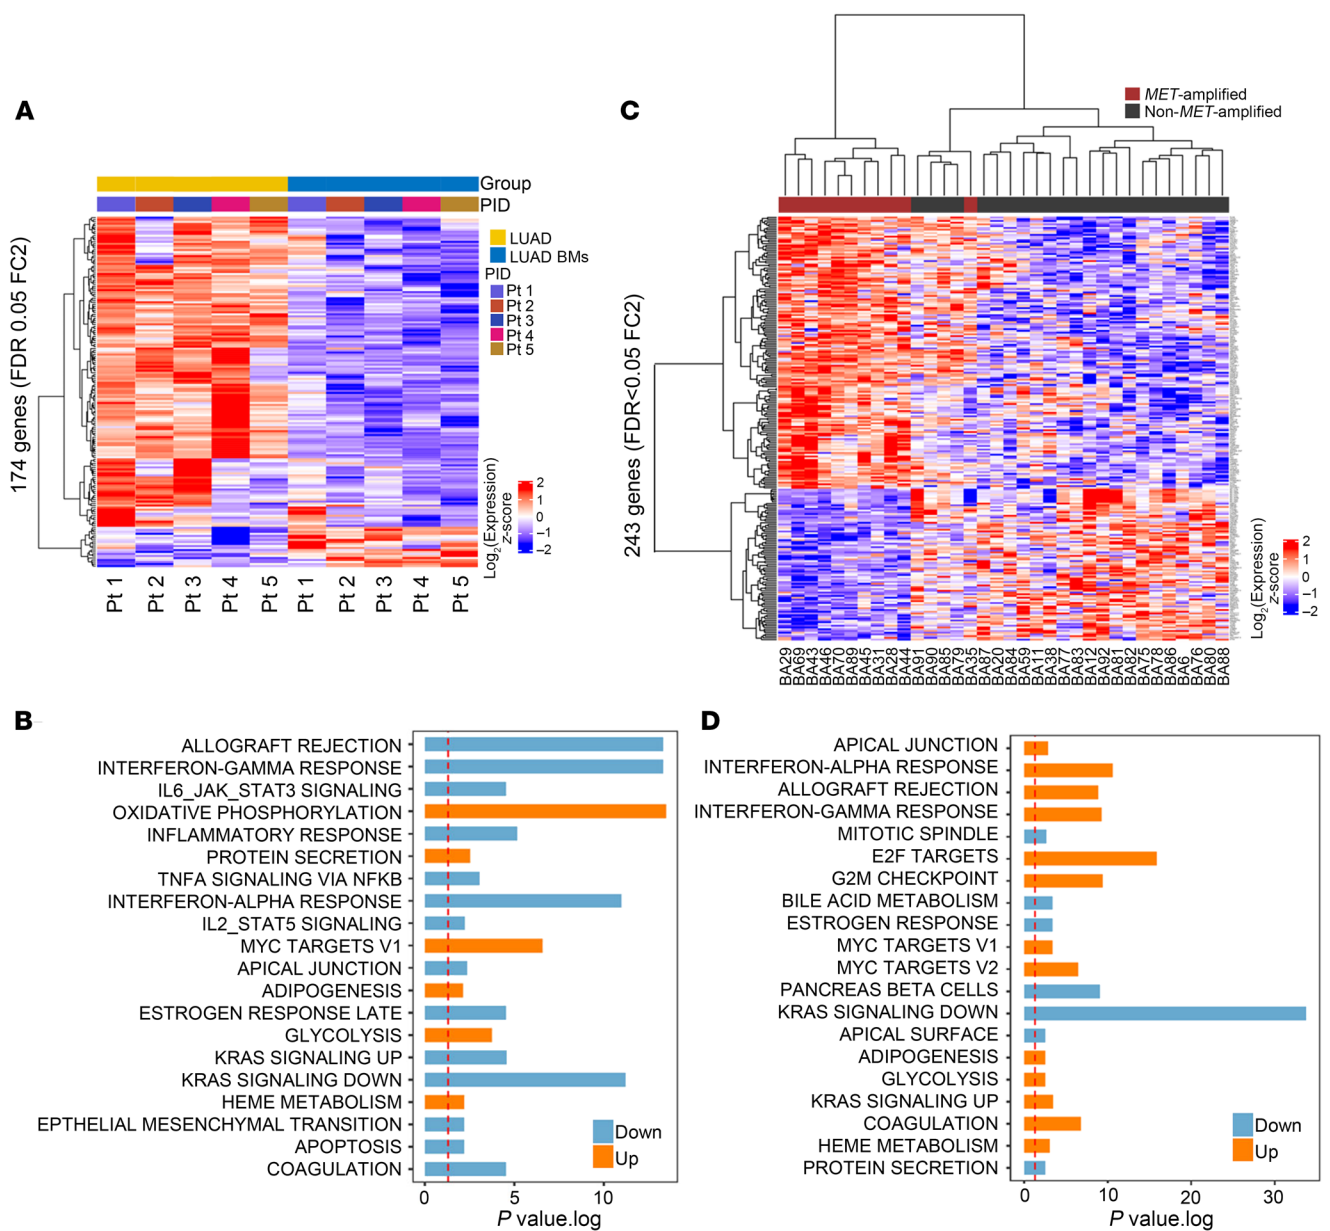 A
Group
PID
LUAD
LUAD BMs
PID
Pt 1
Pt 2
Pt 3
Pt 4
Pt 5
174 genes (FDR 0.05 FC2)
Log2(Expression)
z-score
2
1
0
−1
−2
Pt 1
Pt 2
Pt 3
Pt 4
Pt 5
Pt 1
Pt 2
Pt 3
Pt 4
Pt 5
C
MET-amplified
Non-MET-amplified
243 genes (FDR<0.05 FC2)
Log2(Expression)
z-score
2
1
0
−1
−2
BA29
BA69
BA43
BA46
BA70
BA89
BA45
BA31
BA28
BA44
BA91
BA90
BA85
BA79
BA35
BA87
BA20
BA84
BA59
BA11
BA38
BA77
BA83
BA12
BA92
BA81
BA82
BA75
BA78
BA86
BA6
BA76
BA80
BA88
B
ALLOGRAFT REJECTION
INTERFERON-GAMMA RESPONSE
IL6_JAK_STAT3 SIGNALING
OXIDATIVE PHOSPHORYLATION
INFLAMMATORY RESPONSE
PROTEIN SECRETION
TNFA SIGNALING VIA NFKB
INTERFERON-ALPHA RESPONSE
IL2_STAT5 SIGNALING
MYC TARGETS V1
APICAL JUNCTION
ADIPOGENESIS
ESTROGEN RESPONSE LATE
GLYCOLYSIS
KRAS SIGNALING UP
KRAS SIGNALING DOWN
HEME METABOLISM
EPTHELIAL MESENCHYMAL TRANSITION
APOPTOSIS
COAGULATION
Down
Up
0 5 10
P value.log
D
APICAL JUNCTION
INTERFERON-ALPHA RESPONSE
ALLOGRAFT REJECTION
INTERFERON-GAMMA RESPONSE
MITOTIC SPINDLE
E2F TARGETS
G2M CHECKPOINT
BILE ACID METABOLISM
ESTROGEN RESPONSE
MYC TARGETS V1
MYC TARGETS V2
PANCREAS BETA CELLS
KRAS SIGNALING DOWN
APICAL SURFACE
ADIPOGENESIS
GLYCOLYSIS
KRAS SIGNALING UP
COAGULATION
HEME METABOLISM
PROTEIN SECRETION
Down
Up
0 10 20 30
P value.log